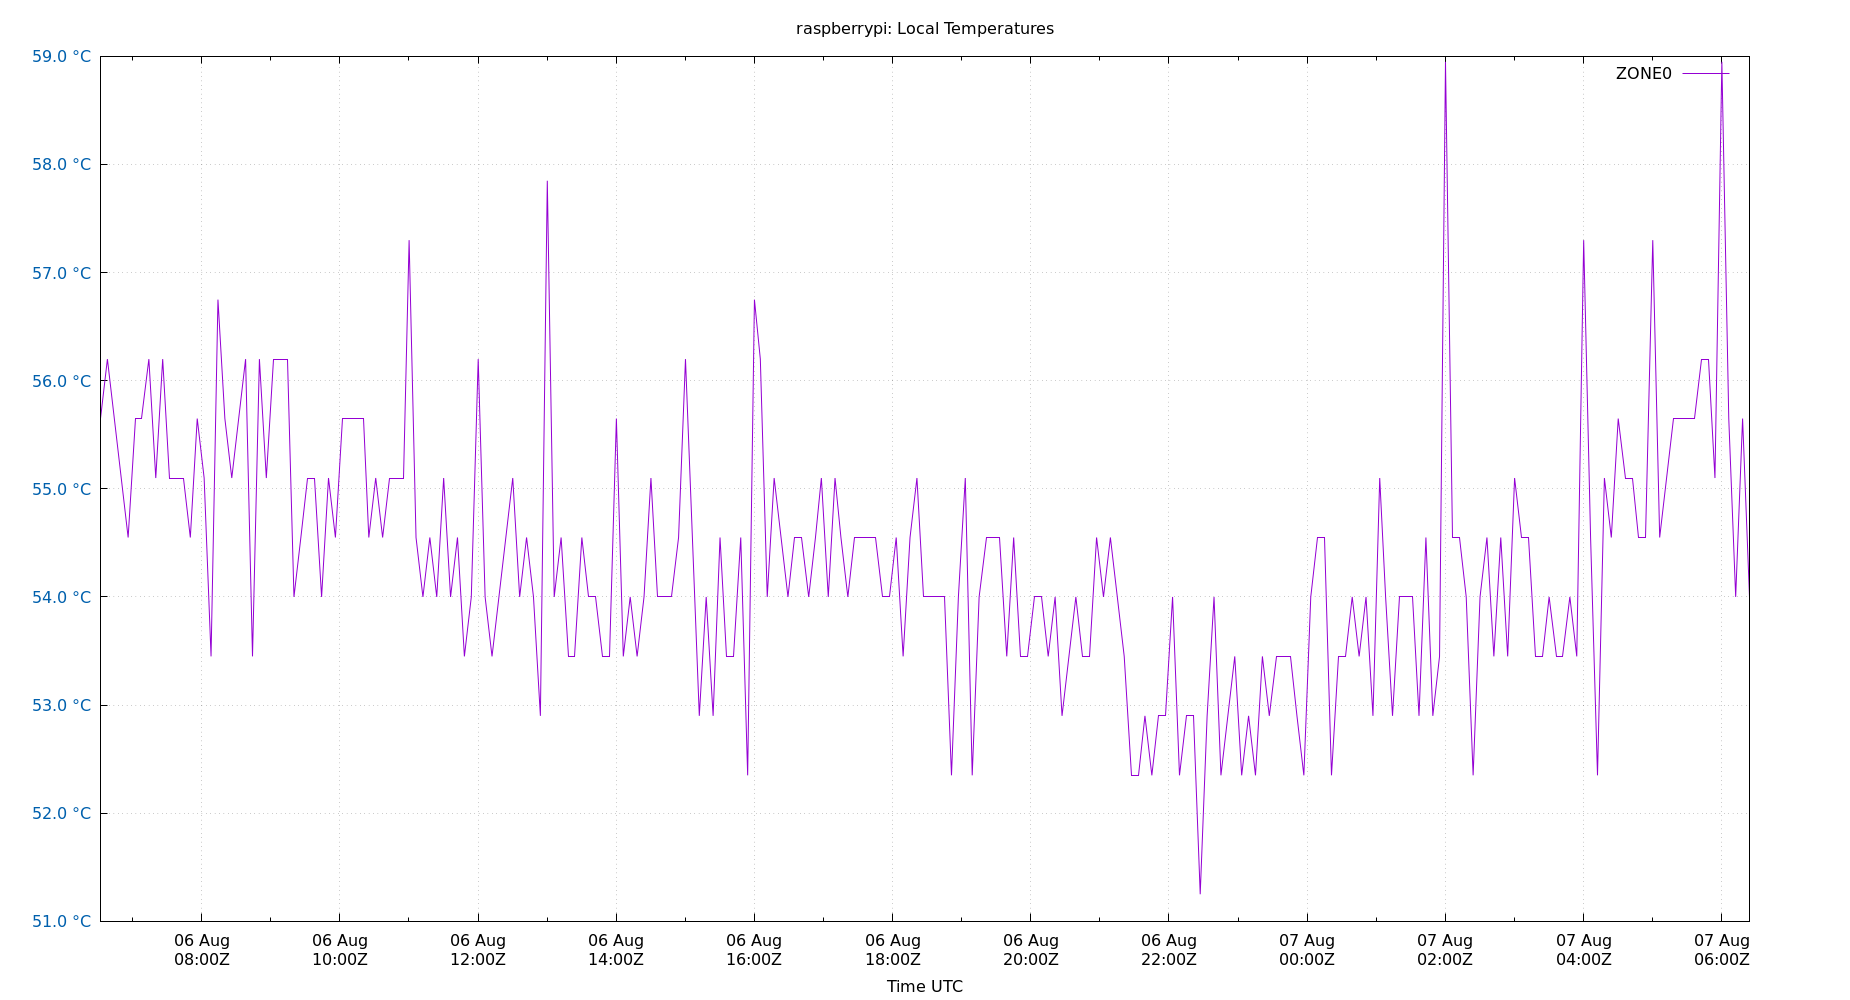 raspberrypi: Local Temperatures
59.0 °C
ZONE0
58.0 °C
57.0 °C
56.0 °C
55.0 °C
54.0 °C
53.0 °C
52.0 °C
51.0 °C
06 Aug 06 Aug 06 Aug 06 Aug 06 Aug 06 Aug 06 Aug 06 Aug 07 Aug 07 Aug 07 Aug 07 Aug
08:00Z 10:00Z 12:00Z 14:00Z 16:00Z 18:00Z 20:00Z 22:00Z 00:00Z 02:00Z 04:00Z 06:00Z
Time UTC